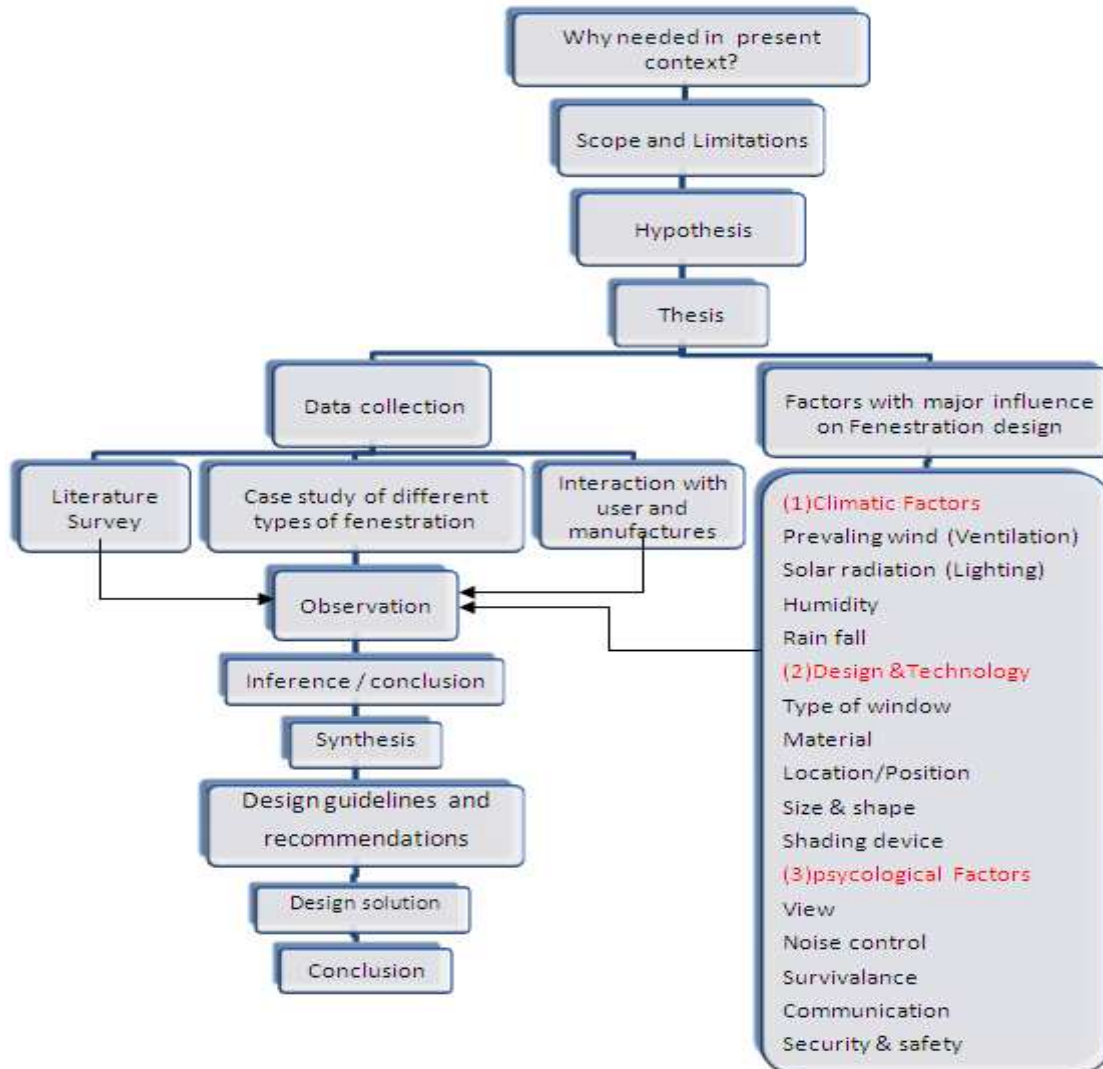 Why needed in present
context?
Scope and Limitations
Hypothesis
Thesis
Data collection
Factors with major influence
on Fenestration design
Literature
Survey
Case study of different
types of fenestration
Interaction with
user and
manufactures
Observation
Inference / conclusion
Synthesis
Design guidelines and
recommendations
Design solution
Conclusion
(1)Climatic Factors
Prevaling wind (Ventilation)
Solar radiation (Lighting)
Humidity
Rain fall
(2)Design &Technology
Type of window
Material
Location/Position
Size & shape
Shading device
(3)psycological Factors
View
Noise control
Survivalance
Communication
Security & safety